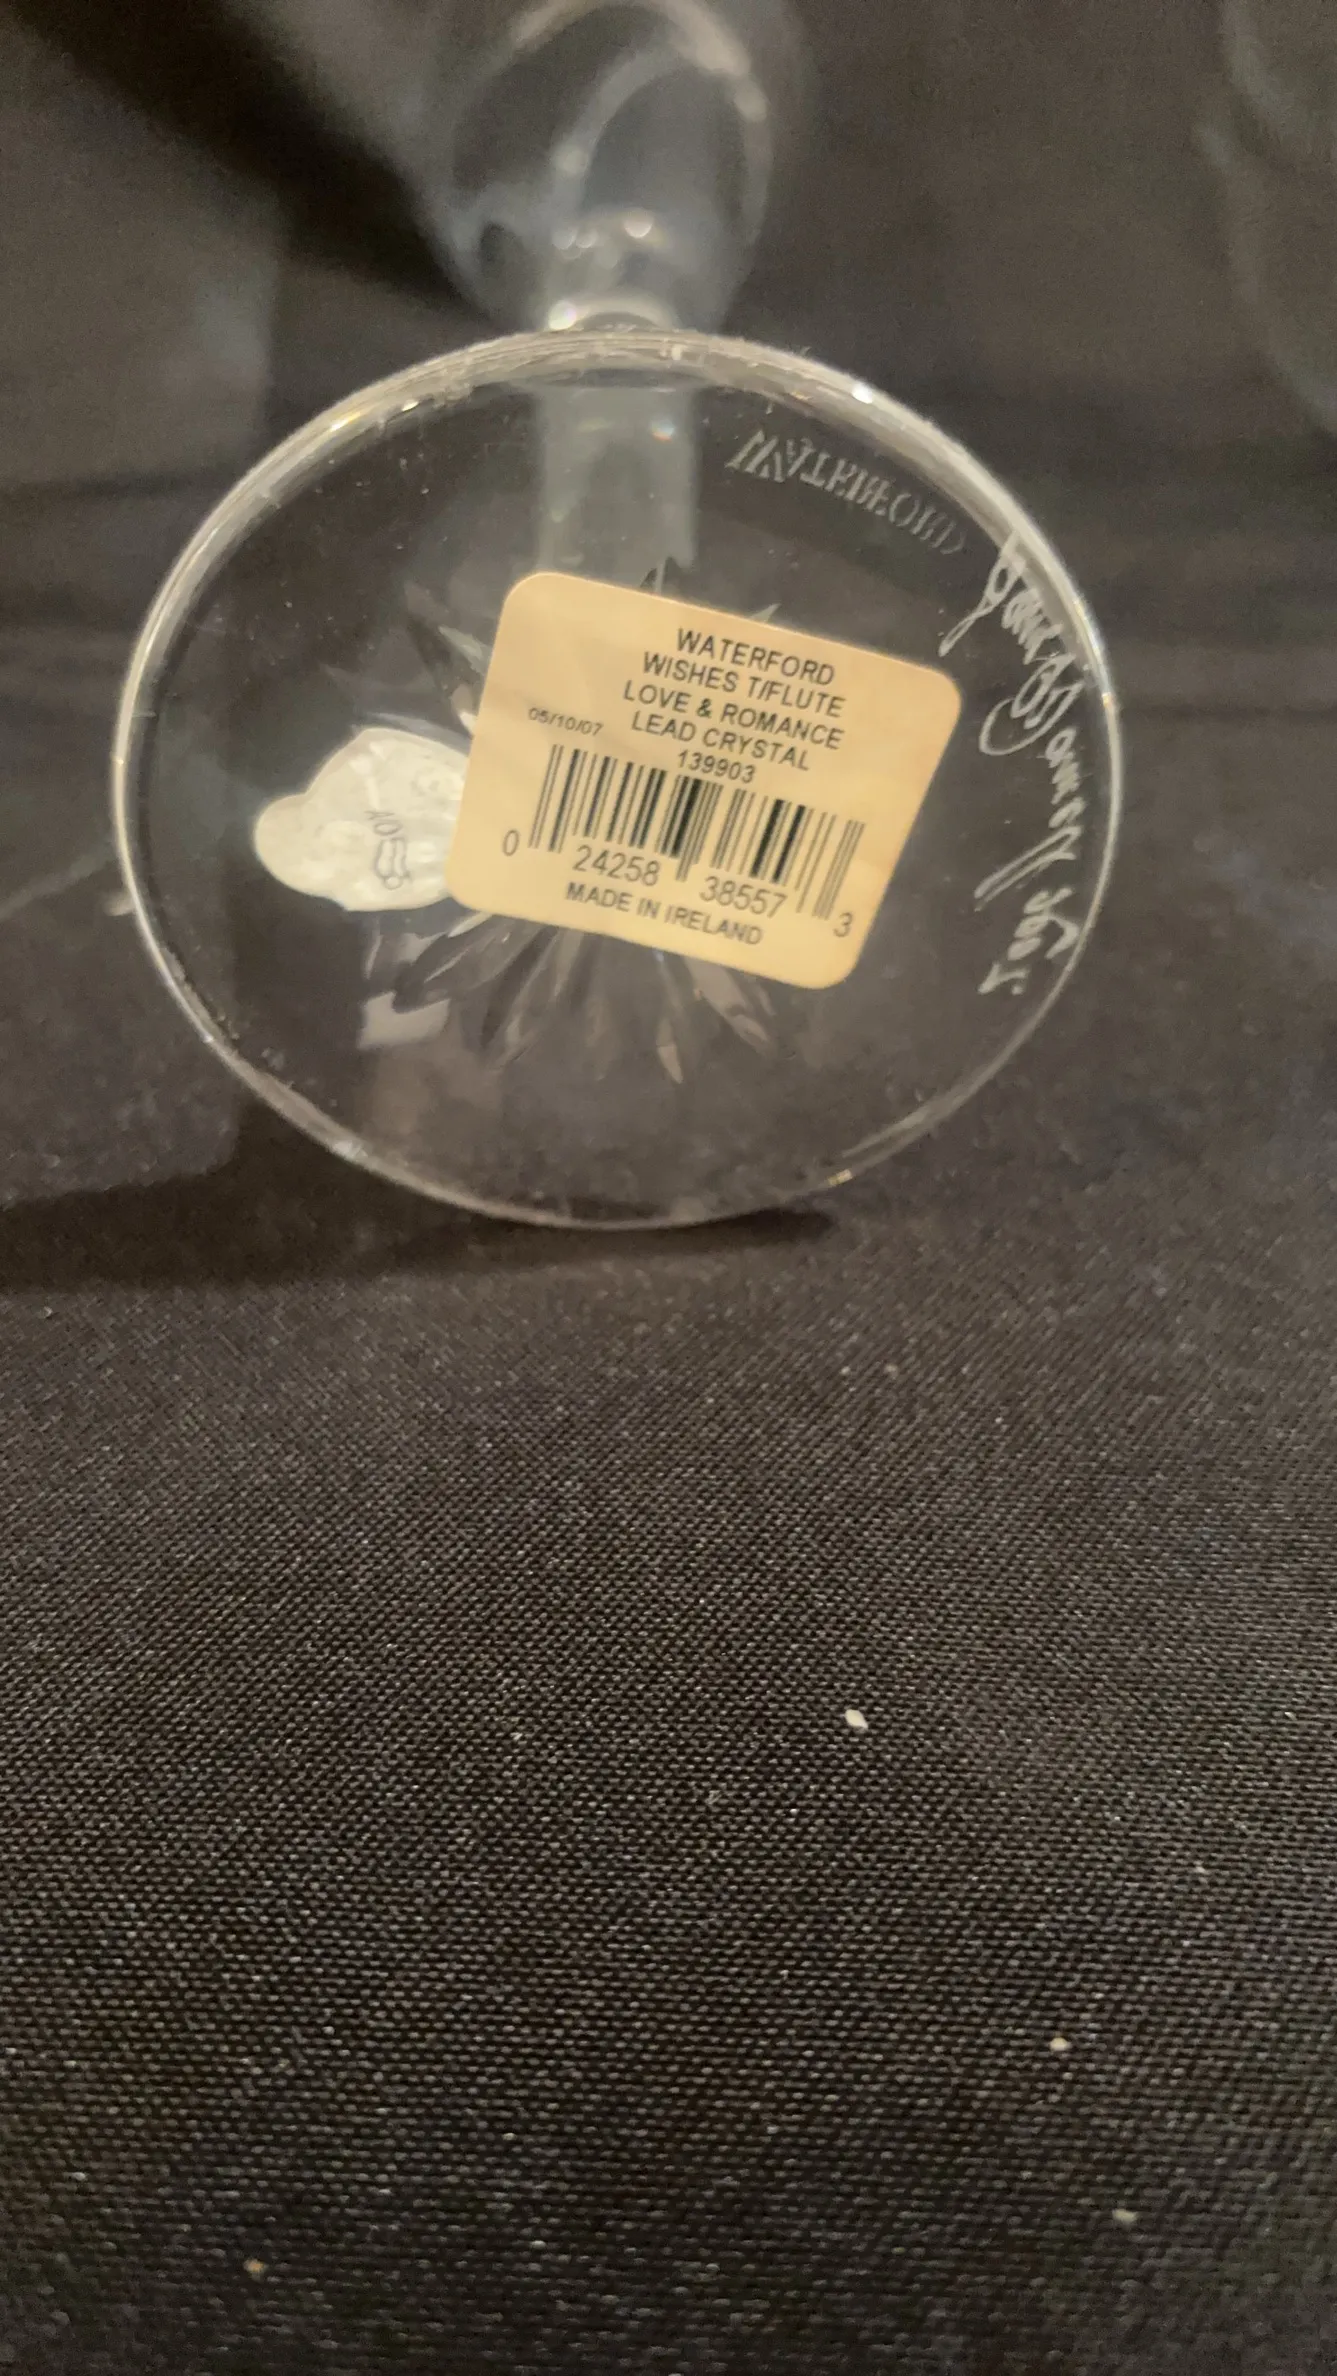 WATERFORD
WATERFORD
WISHES T/FLUTE
LOVE & ROMANCE
LEAD CRYSTAL
05/10/07
139903
0 24258 38557 3
MADE IN IRELAND